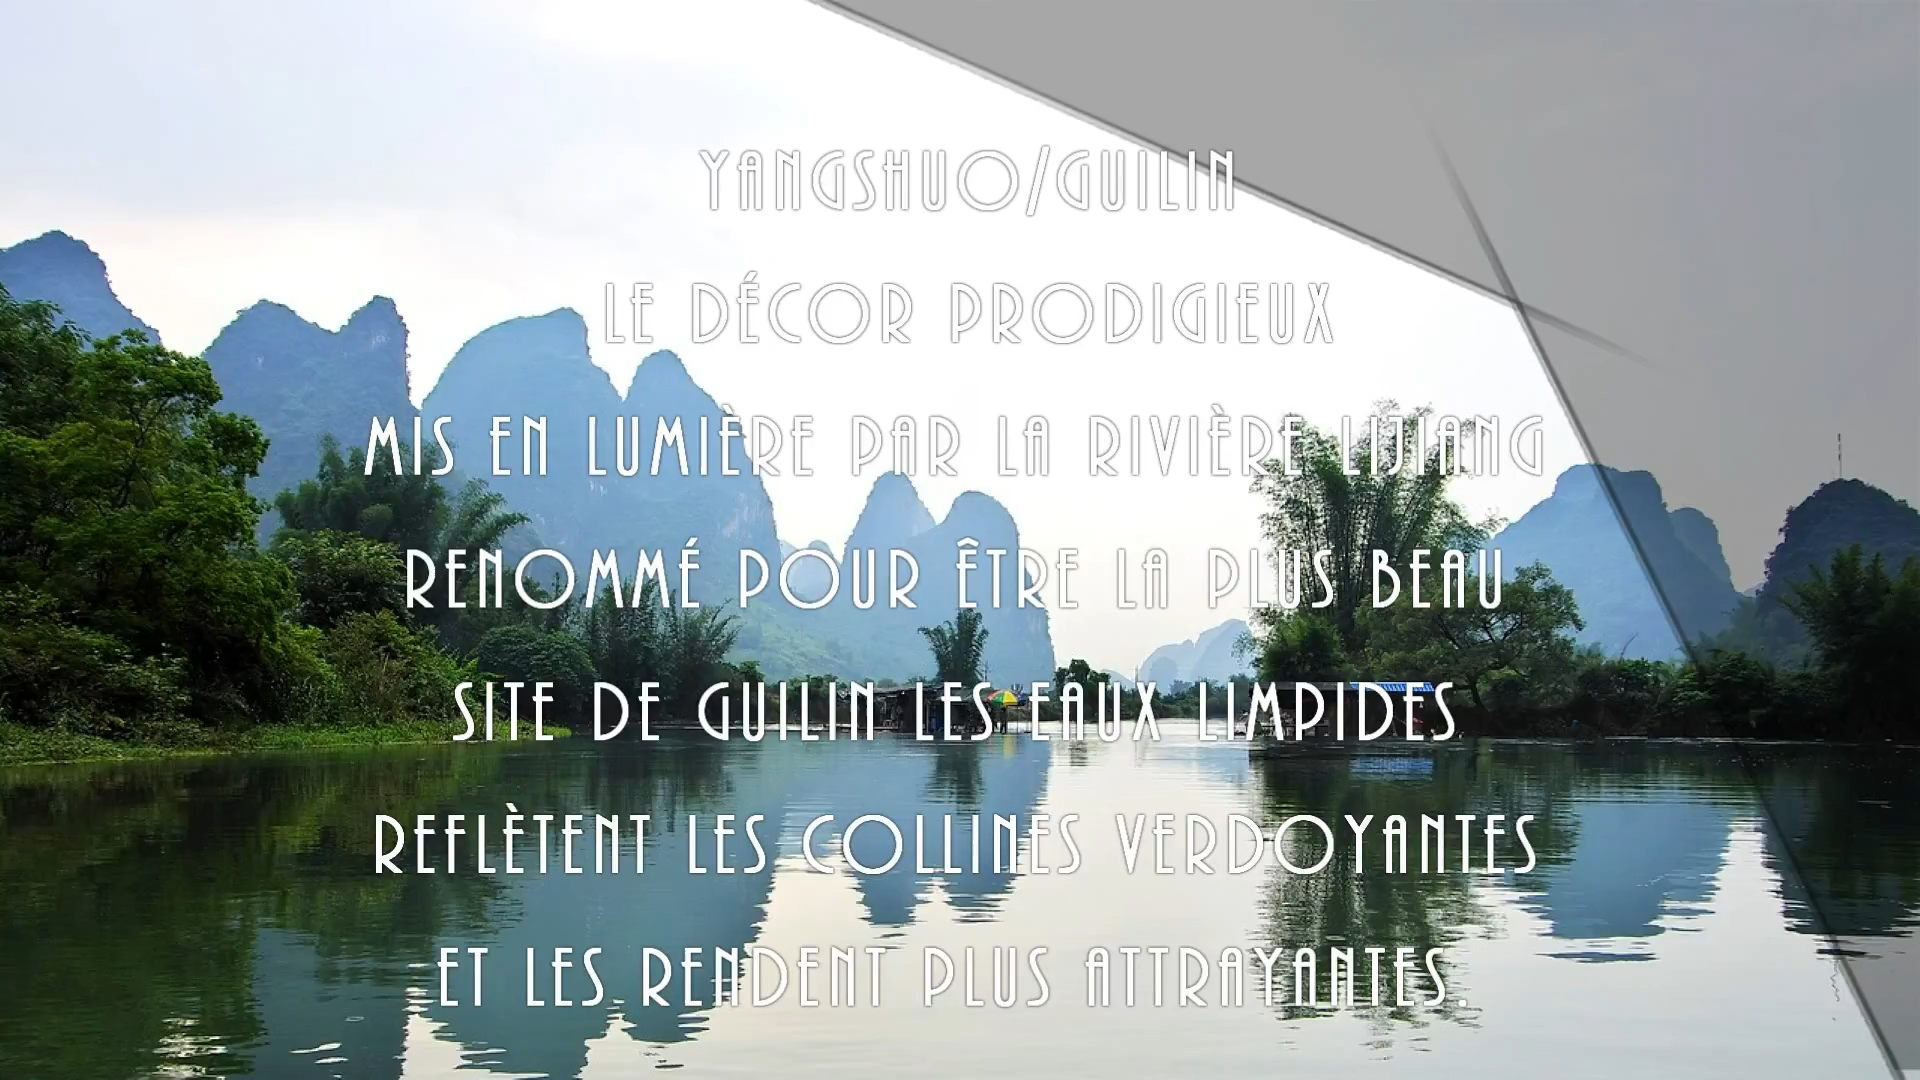 YANGSHUO/GUILIN
LE DÉCOR PRODIGIEUX
MIS EN LUMIÈRE PAR LA RIVIÈRE LIJIANG
RENOMMÉ POUR ÊTRE LA PLUS BEAU
SITE DE GUILIN LES EAUX LIMPIDES
REFLÈTENT LES COLLINES VERDOYANTES
ET LES RENDENT PLUS ATTRAYANTES.